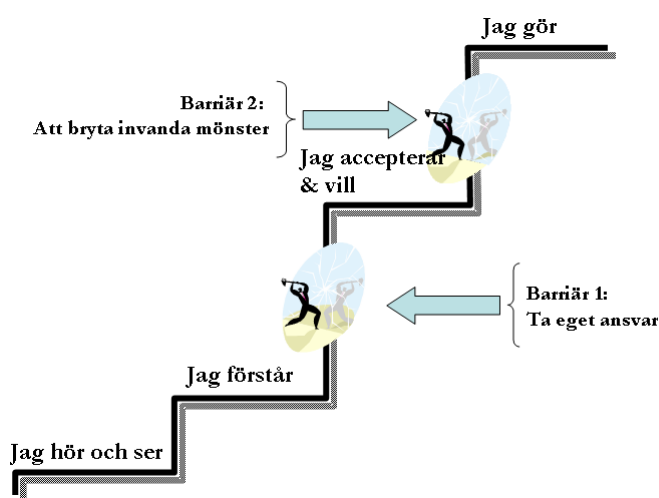 Jag gör
Barriär 2:
Att bryta invanda mönster
Jag accepterar
& vill
Barriär 1:
Ta eget ansvar
Jag förstår
Jag hör och ser